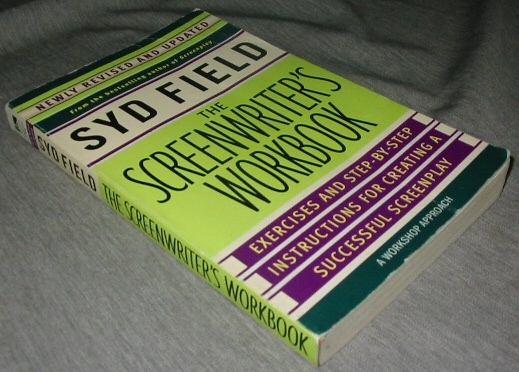 NEWLY REVISED AND UPDATED
From the bestselling author of Screenplay
SYD FIELD
THE
SCREENWRITER'S
WORKBOOK
EXERCISES AND STEP-BY-STEP
INSTRUCTIONS FOR CREATING A
SUCCESSFUL SCREENPLAY
A WORKSHOP APPROACH
SYD FIELD THE SCREENWRITER'S WORKBOOK